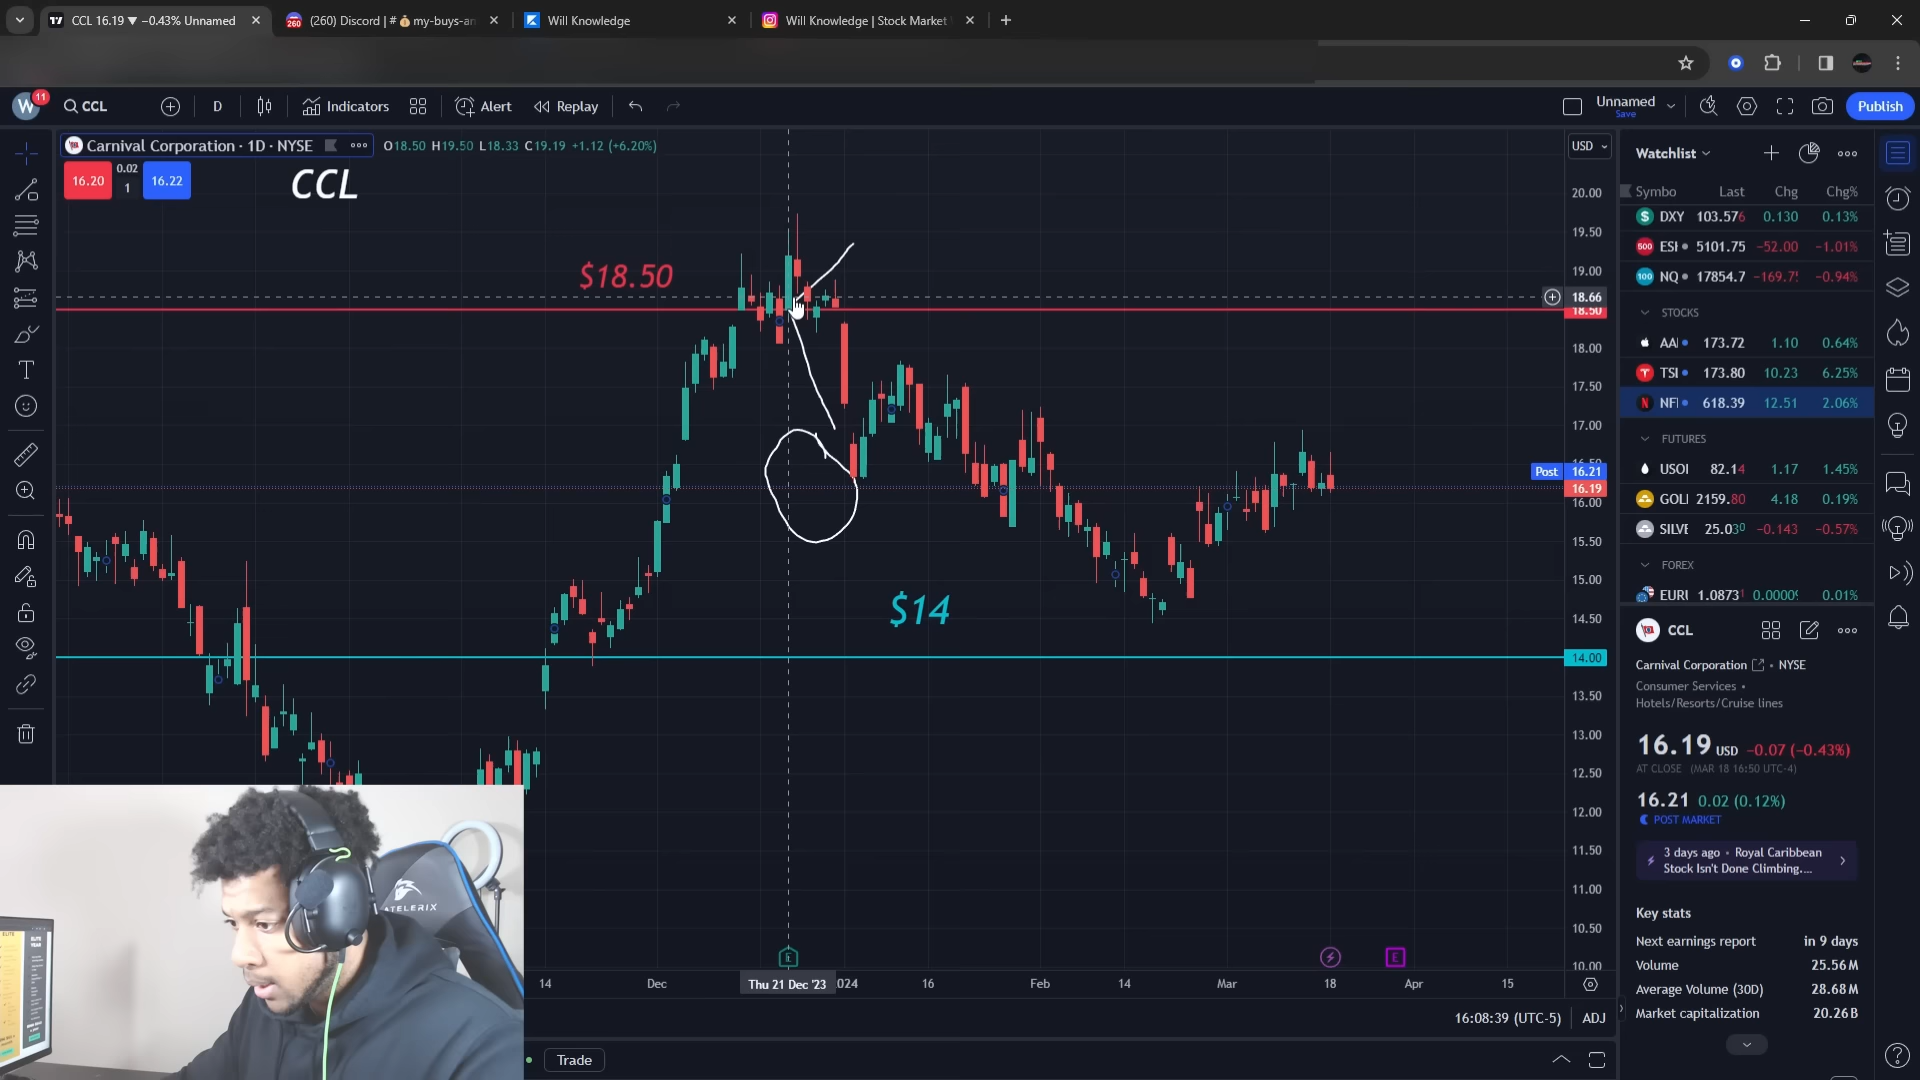 CCL 16.19 ▼ −0.43% Unnamed
(260) Discord | # 💰my-buys-an
Will Knowledge
Will Knowledge | Stock Market
W 11
CCL
D
Indicators
Alert
Replay
Unnamed
Save
Publish
Carnival Corporation · 1D · NYSE
O18.50 H19.50 L18.33 C19.19 +1.12 (+6.20%)
16.20
0.02
1
16.22
CCL
$18.50
$14
USD
20.00
19.50
19.00
18.66
18.50
18.00
17.50
17.00
16.50
Post 16.21
16.19
16.00
15.50
15.00
14.50
14.00
13.50
13.00
12.50
12.00
11.50
11.00
10.50
10.00
E
E
14
Dec
Thu 21 Dec '23
024
16
Feb
14
Mar
18
Apr
15
16:08:39 (UTC-5)
ADJ
Trade
Watchlist
Symbo Last Chg Chg%
DXY 103.576 0.130 0.13%
500 ESI 5101.75 −52.00 −1.01%
100 NQ 17854.7 −169.7 −0.94%
STOCKS
AAI 173.72 1.10 0.64%
TSI 173.80 10.23 6.25%
NFI 618.39 12.51 2.06%
FUTURES
USOI 82.14 1.17 1.45%
GOLI 2159.80 4.18 0.19%
SILVE 25.030 −0.143 −0.57%
FOREX
EURI 1.0873 0.0000 0.01%
CCL
Carnival Corporation • NYSE
Consumer Services •
Hotels/Resorts/Cruise lines
16.19 USD −0.07 (−0.43%)
AT CLOSE (MAR 18 16:50 UTC-4)
16.21 0.02 (0.12%)
POST MARKET
3 days ago • Royal Caribbean
Stock Isn't Done Climbing....
Key stats
Next earnings report in 9 days
Volume 25.56M
Average Volume (30D) 28.68M
Market capitalization 20.26B
ATELERIX